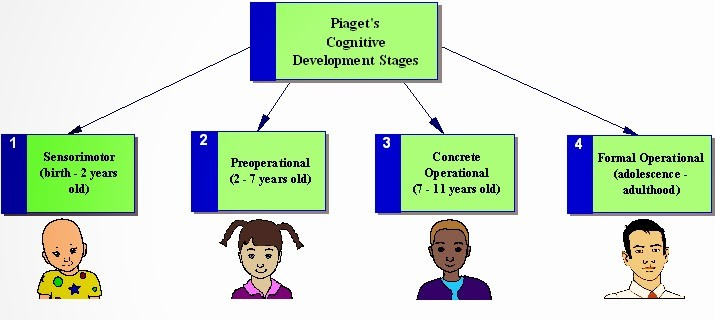 Piaget's
Cognitive
Development Stages
1
Sensorimotor
(birth - 2 years
old)
2
Preoperational
(2 - 7 years old)
3
Concrete
Operational
(7 - 11 years old)
4
Formal Operational
(adolescence -
adulthood)